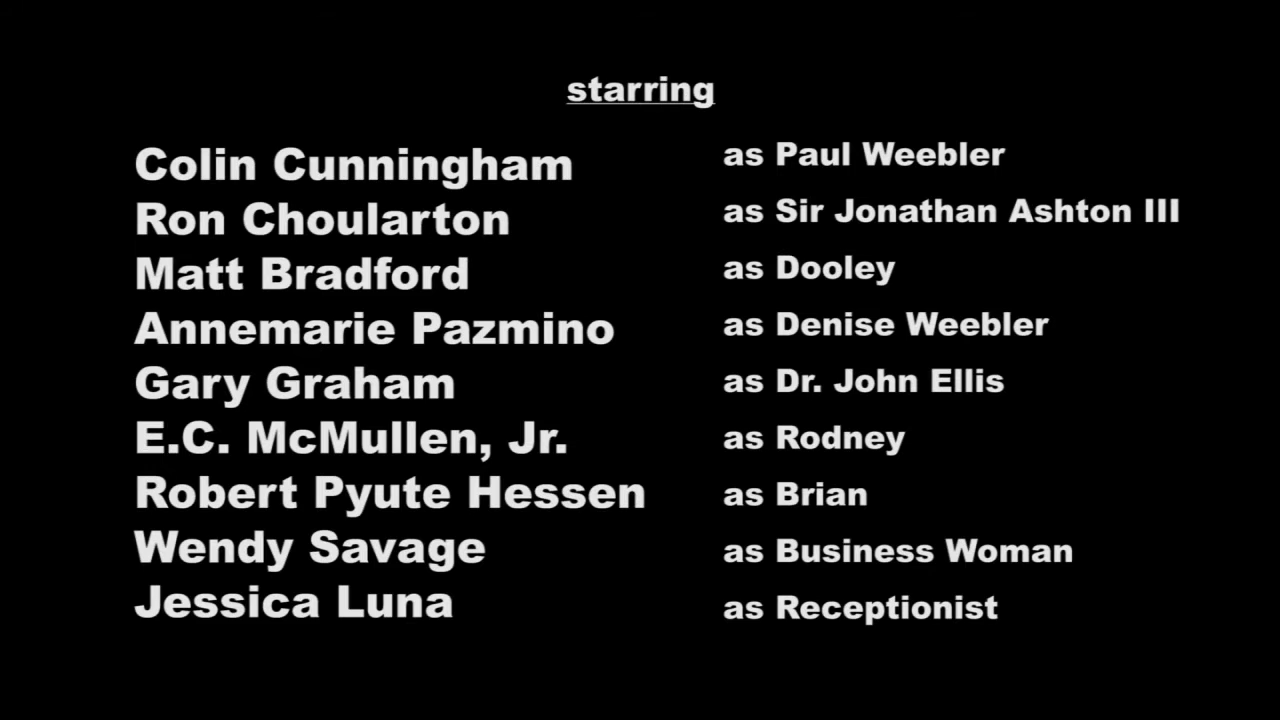 starring
Colin Cunningham as Paul Weebler
Ron Choularton as Sir Jonathan Ashton III
Matt Bradford as Dooley
Annemarie Pazmino as Denise Weebler
Gary Graham as Dr. John Ellis
E.C. McMullen, Jr. as Rodney
Robert Pyute Hessen as Brian
Wendy Savage as Business Woman
Jessica Luna as Receptionist